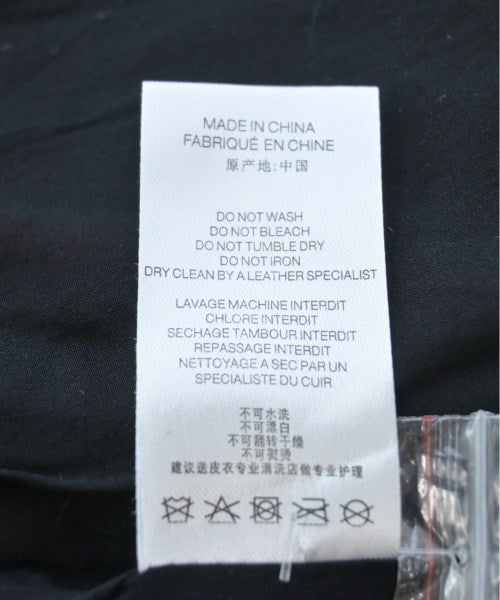 MADE IN CHINA
FABRIQUÉ EN CHINE
原产地:中国
DO NOT WASH
DO NOT BLEACH
DO NOT TUMBLE DRY
DO NOT IRON
DRY CLEAN BY A LEATHER SPECIALIST
LAVAGE MACHINE INTERDIT
CHLORE INTERDIT
SECHAGE TAMBOUR INTERDIT
REPASSAGE INTERDIT
NETTOYAGE A SEC PAR UN
SPECIALISTE DU CUIR
不可水洗
不可漂白
不可翻转干燥
不可熨烫
建议送皮衣专业清洗店做专业护理